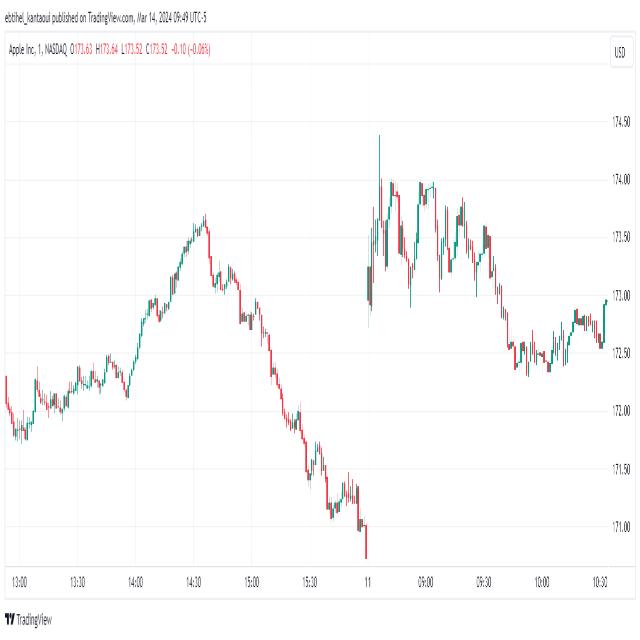 ebtihel_kantaoui published on TradingView.com, Mar 14, 2024 09:49 UTC-5
Apple Inc, 1, NASDAQ O173.63 H173.64 L173.52 C173.52 -0.10 (-0.06%)
USD
174.50
174.00
173.50
173.00
172.50
172.00
171.50
171.00
13:00 13:30 14:00 14:30 15:00 15:30 11 09:00 09:30 10:00 10:30
TradingView